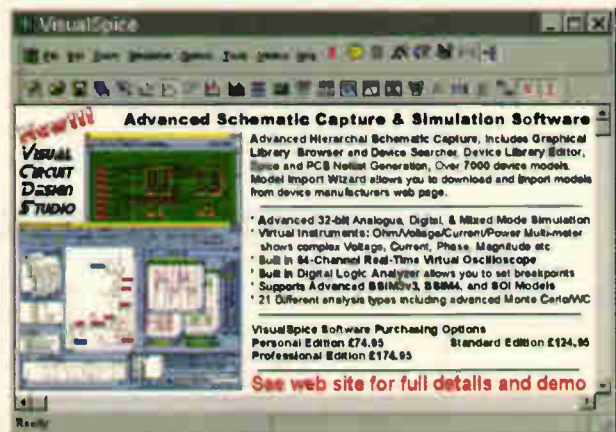 VisualSpice
New!!!
Advanced Schematic Capture & Simulation Software
VISUAL
CIRCUIT
DESIGN
STUDIO
Advanced Hierarchal Schematic Capture, Includes Graphical
Library Browser and Device Searcher, Device Library Editor,
Spice and PCB Netlist Generation, Over 7000 device models.
Model Import Wizard allows you to download and import models
from device manufacturers web page.
* Advanced 32-bit Analogue, Digital, & Mixed Mode Simulation
* Virtual Instruments: Ohm/Voltage/Current/Power Multi-meter
shows complex Voltage, Current, Phase, Magnitude etc
* Built in 64-Channel Real-Time Virtual Oscilloscope
* Built in Digital Logic Analyzer allows you to set breakpoints
* Supports Advanced BSIM3v3, BSIM4, and SOI Models
* 21 Different analysis types including advanced Monte Carlo/WC
VisualSpice Software Purchasing Options
Personal Edition £74.95 Standard Edition £124.95
Professional Edition £174.95
See web site for full details and demo
Ready